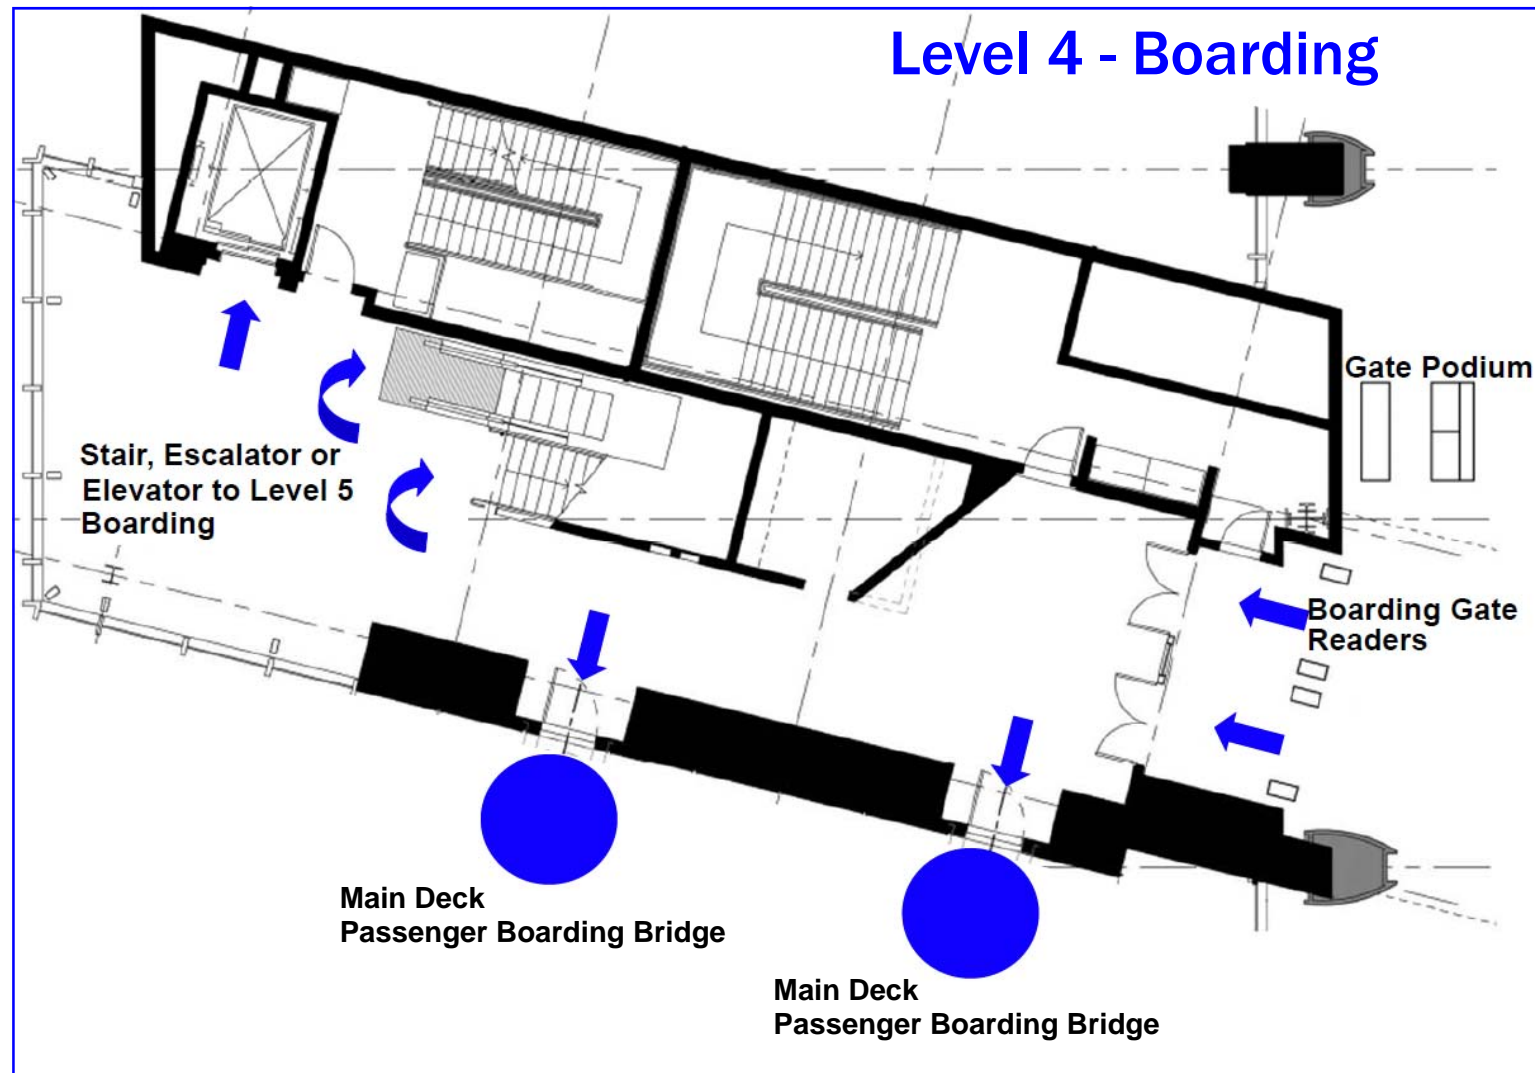 Level 4 - Boarding
Gate Podium
Stair, Escalator or
Elevator to Level 5
Boarding
Boarding Gate
Readers
Main Deck
Passenger Boarding Bridge
Main Deck
Passenger Boarding Bridge